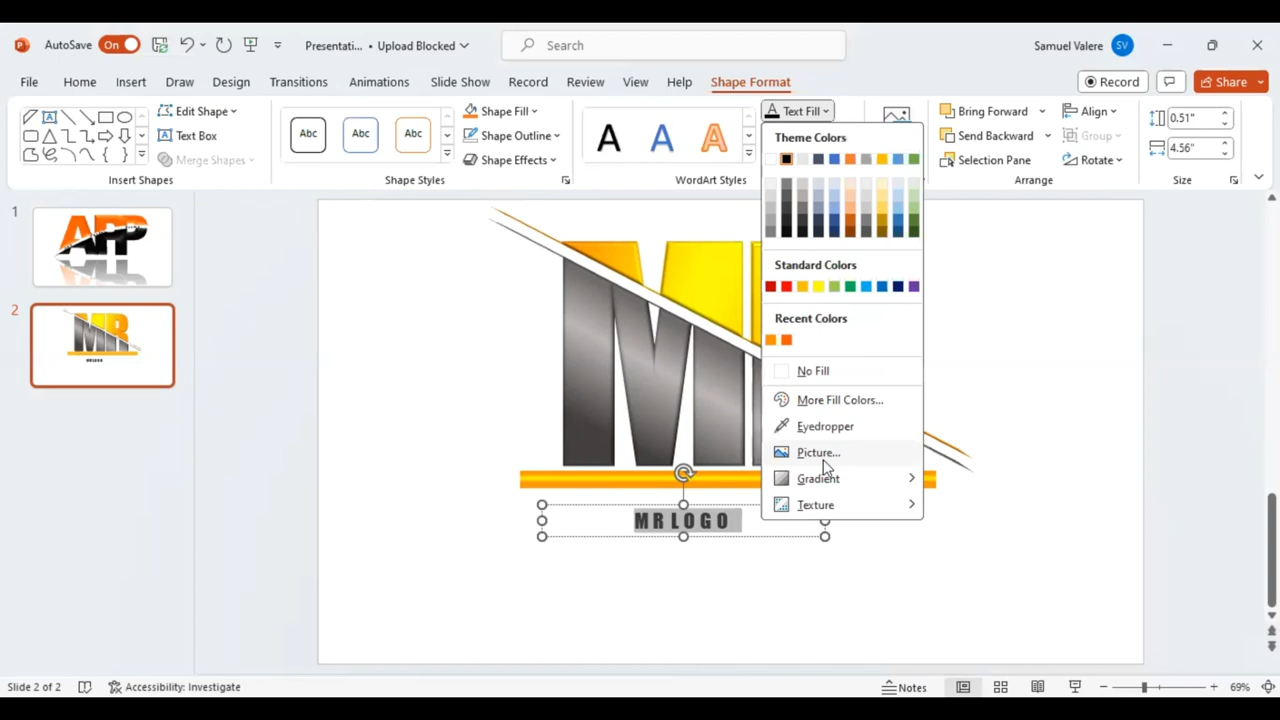 AutoSave On Presentati... • Upload Blocked Search Samuel Valere SV
File Home Insert Draw Design Transitions Animations Slide Show Record Review View Help Shape Format Record Share
Edit Shape Abc Abc Abc Shape Fill A A A Text Fill Bring Forward Align 0.51"
Text Box Shape Outline Send Backward Group
Merge Shapes Shape Effects Selection Pane Rotate 4.56"
Insert Shapes Shape Styles WordArt Styles Arrange Size
Theme Colors
Standard Colors
Recent Colors
No Fill
More Fill Colors...
Eyedropper
Picture...
Gradient
Texture
1
APP
2
MR
MRLOGO
M
MRLOGO
Slide 2 of 2 Accessibility: Investigate Notes 69%